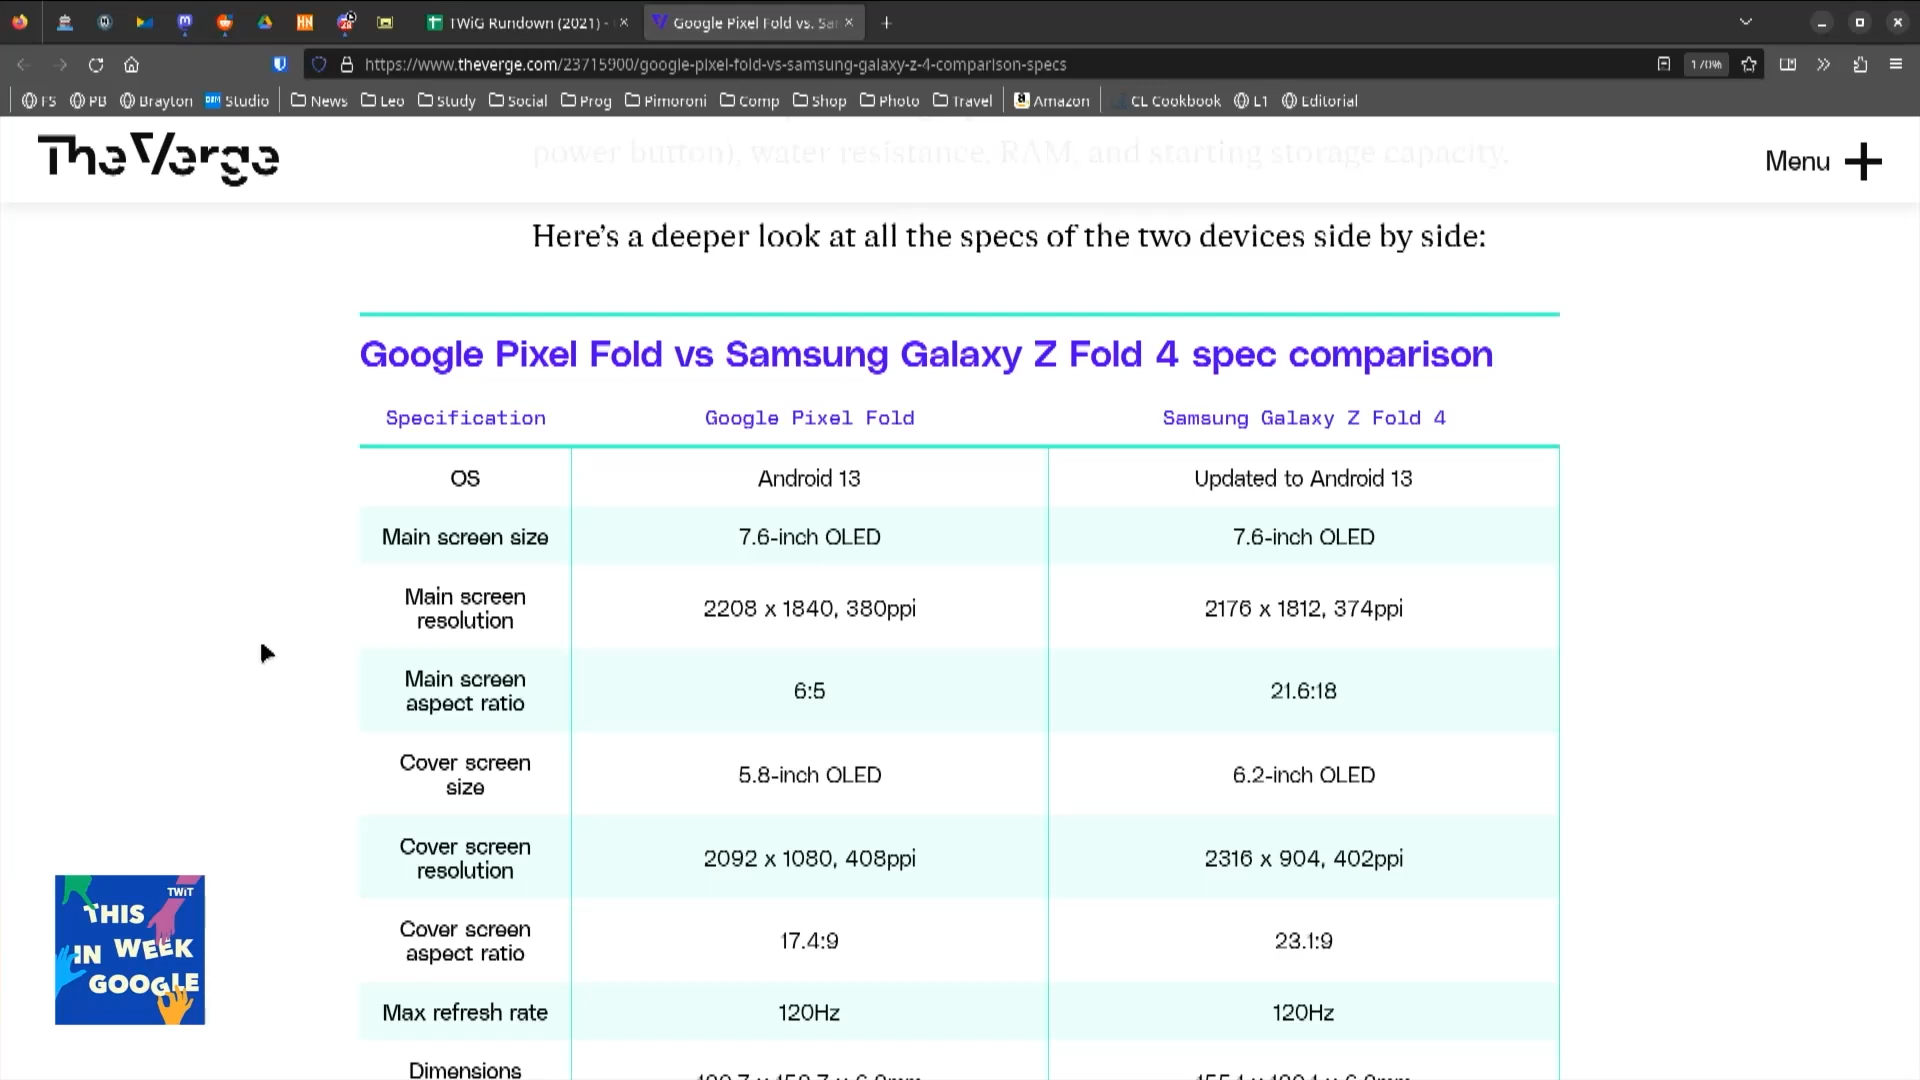 TWiG Rundown (2021) -
Google Pixel Fold vs. Sa
https://www.theverge.com/23715900/google-pixel-fold-vs-samsung-galaxy-z-4-comparison-specs
170%
FS PB Brayton Studio News Leo Study Social Prog Pimoroni Comp Shop Photo Travel Amazon CL Cookbook L1 Editorial
The Verge
power button), water resistance, RAM, and starting storage capacity.
Menu
Here's a deeper look at all the specs of the two devices side by side:
Google Pixel Fold vs Samsung Galaxy Z Fold 4 spec comparison
Specification Google Pixel Fold Samsung Galaxy Z Fold 4
OS Android 13 Updated to Android 13
Main screen size 7.6-inch OLED 7.6-inch OLED
Main screen
resolution 2208 x 1840, 380ppi 2176 x 1812, 374ppi
Main screen
aspect ratio 6:5 21.6:18
Cover screen
size 5.8-inch OLED 6.2-inch OLED
Cover screen
resolution 2092 x 1080, 408ppi 2316 x 904, 402ppi
Cover screen
aspect ratio 17.4:9 23.1:9
Max refresh rate 120Hz 120Hz
Dimensions
TWiT
THIS
IN WEEK
GOOGLE